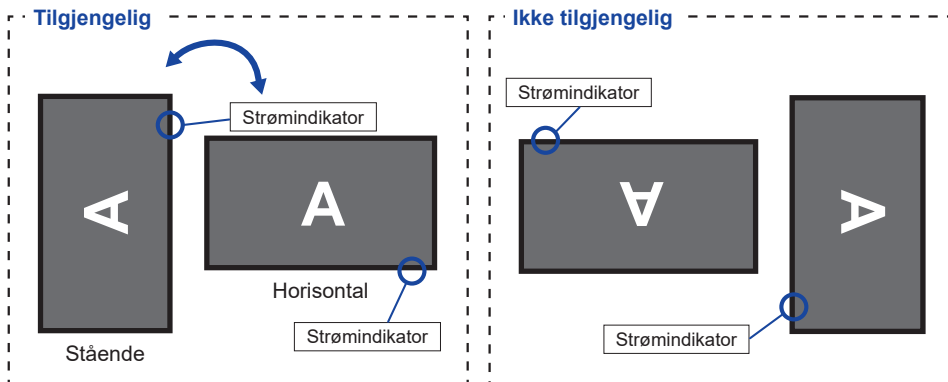 Tilgjengelig
Strømindikator
A
A
Horisontal
Strømindikator
Stående
Ikke tilgjengelig
Strømindikator
A
A
Strømindikator